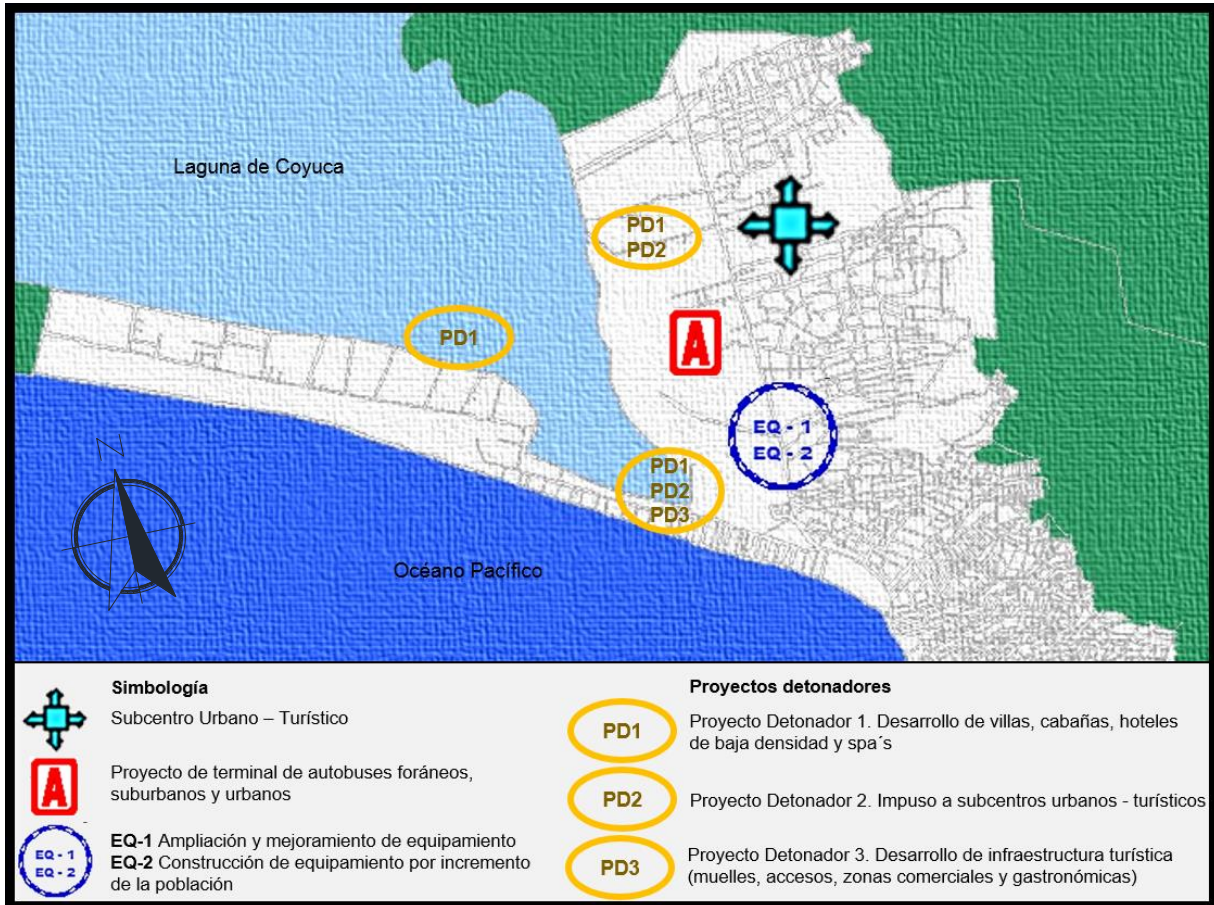 Laguna de Coyuca
PD1
PD2
PD1
A
EQ - 1
EQ - 2
PD1
PD2
PD3
N
Océano Pacífico
Simbología
Subcentro Urbano – Turístico
A
Proyecto de terminal de autobuses foráneos,
suburbanos y urbanos
EQ - 1
EQ - 2
EQ-1 Ampliación y mejoramiento de equipamiento
EQ-2 Construcción de equipamiento por incremento
de la población
Proyectos detonadores
PD1
Proyecto Detonador 1. Desarrollo de villas, cabañas, hoteles
de baja densidad y spa´s
PD2
Proyecto Detonador 2. Impuso a subcentros urbanos - turísticos
PD3
Proyecto Detonador 3. Desarrollo de infraestructura turística
(muelles, accesos, zonas comerciales y gastronómicas)